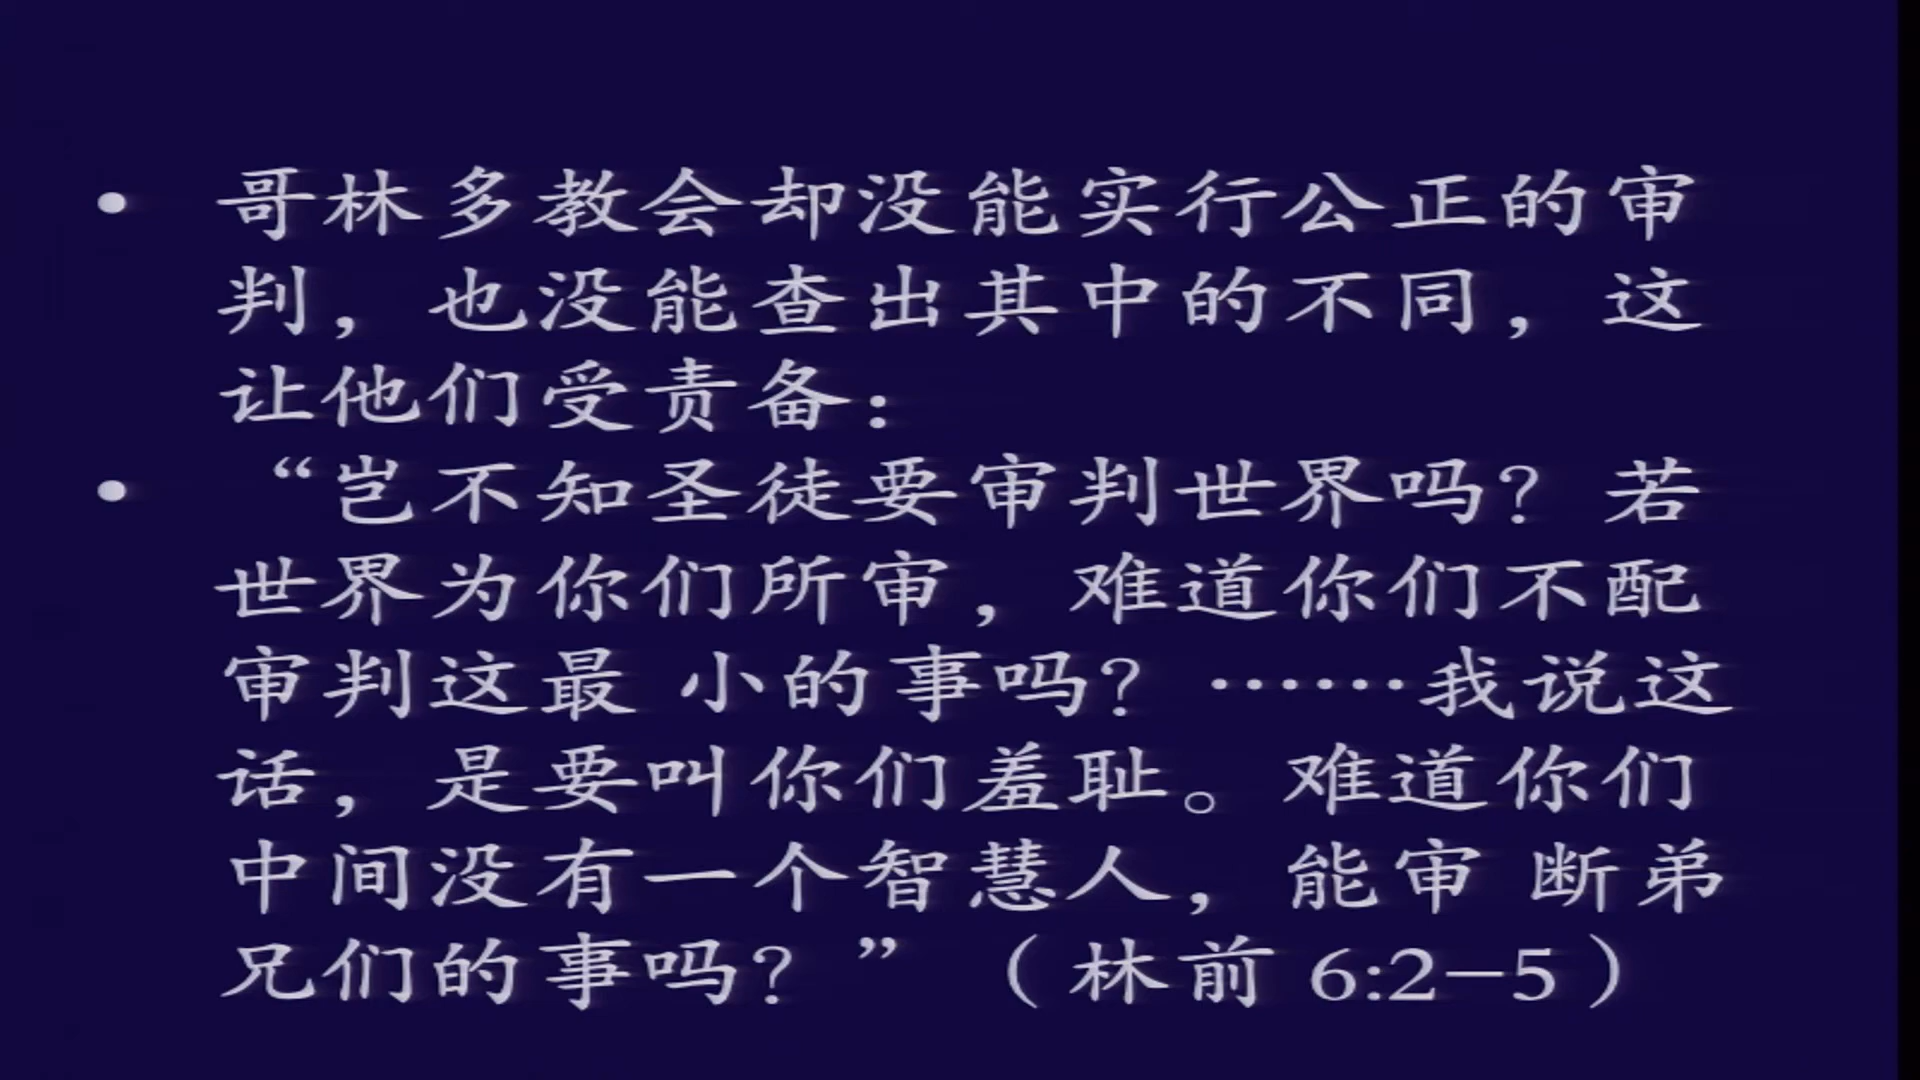 • 哥林多教会却没能实行公正的审
判，也没能查出其中的不同，这
让他们受责备：
• “岂不知圣徒要审判世界吗？若
世界为你们所审，难道你们不配
审判这最 小的事吗？……我说这
话，是要叫你们羞耻。难道你们
中间没有一个智慧人，能审 断弟
兄们的事吗？”（林前 6:2–5）